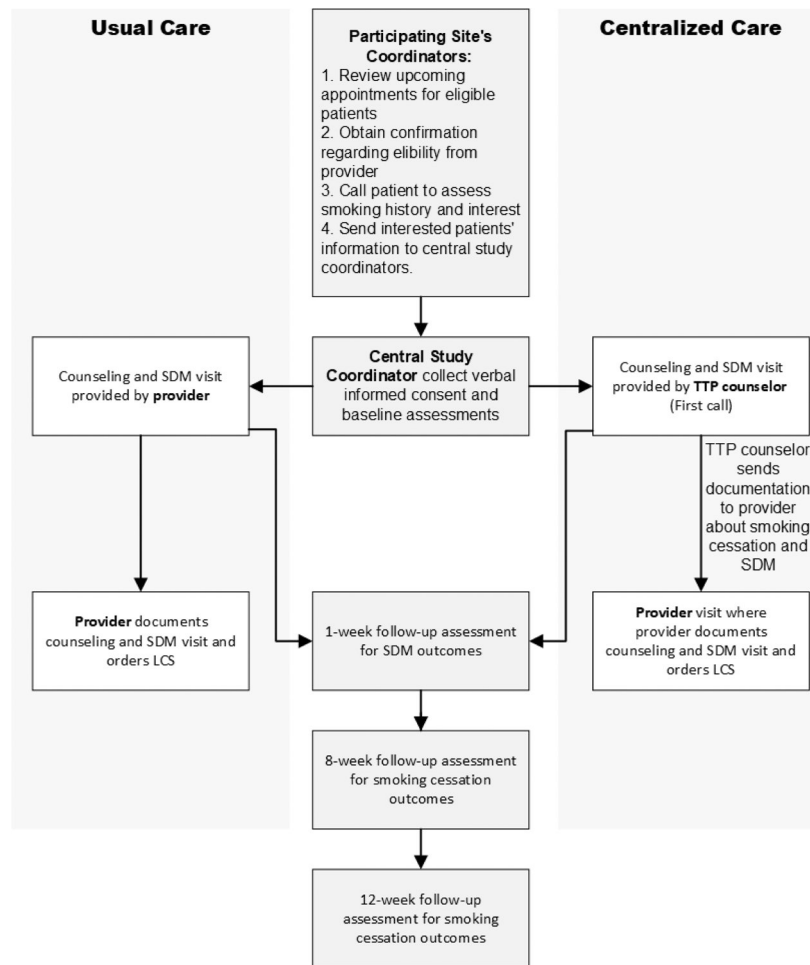 Usual Care
Centralized Care
Participating Site's
Coordinators:
1. Review upcoming
appointments for eligible
patients
2. Obtain confirmation
regarding elibility from
provider
3. Call patient to assess
smoking history and interest
4. Send interested patients'
information to central study
coordinators.
Counseling and SDM visit
provided by provider
Central Study
Coordinator collect verbal
informed consent and
baseline assessments
Counseling and SDM visit
provided by TTP counselor
(First call)
TTP counselor
sends
documentation
to provider
about smoking
cessation and
SDM
Provider documents
counseling and SDM visit and
orders LCS
1-week follow-up assessment
for SDM outcomes
Provider visit where
provider documents
counseling and SDM visit and
orders LCS
8-week follow-up assessment
for smoking cessation
outcomes
12-week follow-up
assessment for smoking
cessation outcomes